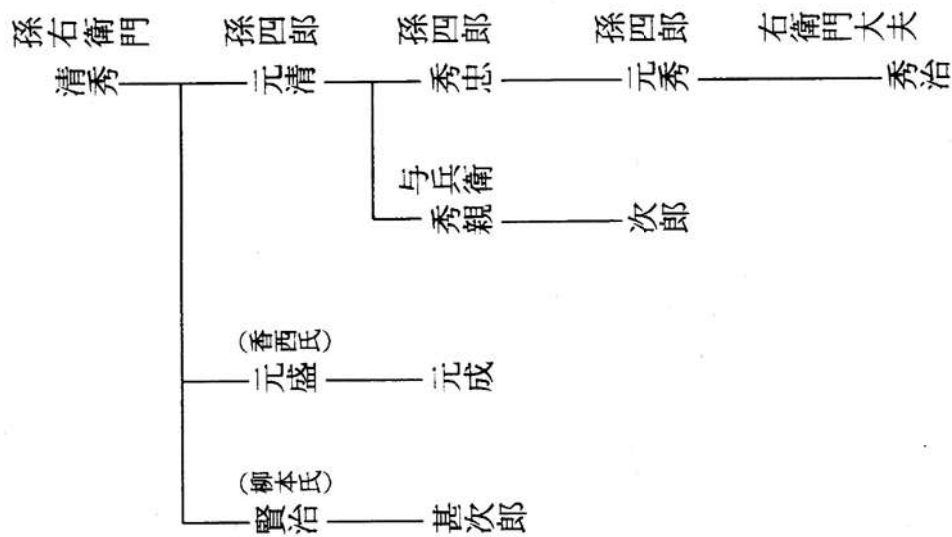 孫右衛門
清秀
孫四郎
元清
孫四郎
秀忠
孫四郎
元秀
右衛門大夫
秀治
与兵衛
秀親
次郎
(香西氏)
元盛
元成
(柳本氏)
賢治
甚次郎